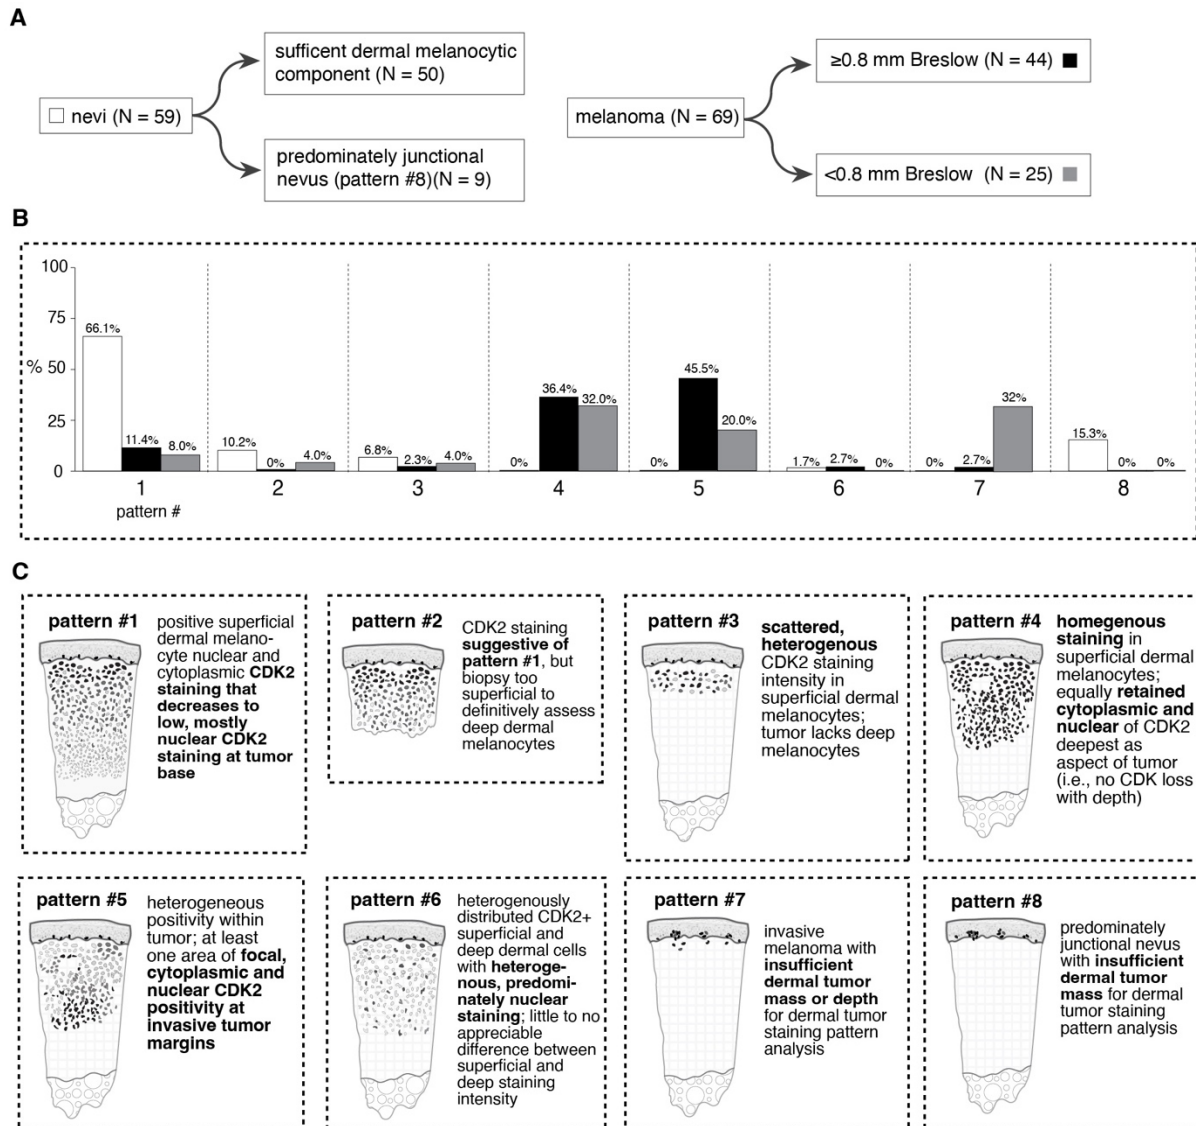 A
nevi (N = 59)
sufficent dermal melanocytic
component (N = 50)
predominately junctional
nevus (pattern #8)(N = 9)
melanoma (N = 69)
≥0.8 mm Breslow (N = 44)
<0.8 mm Breslow (N = 25)
B
100
75
% 50
25
0
66.1%
11.4%
8.0%
10.2%
0%
4.0%
6.8%
2.3%
4.0%
0%
36.4%
32.0%
0%
45.5%
20.0%
1.7%
2.7%
0%
0%
2.7%
32%
15.3%
0%
0%
1 2 3 4 5 6 7 8
pattern #
C
pattern #1
positive superficial
dermal melano-
cyte nuclear and
cytoplasmic CDK2
staining that
decreases to
low, mostly
nuclear CDK2
staining at tumor
base
pattern #2
CDK2 staining
suggestive of
pattern #1, but
biopsy too
superficial to
definitively assess
deep dermal
melanocytes
pattern #3
scattered,
heterogenous
CDK2 staining
intensity in
superficial dermal
melanocytes;
tumor lacks deep
melanocytes
pattern #4
homogenous
staining in
superficial dermal
melanocytes;
equally retained
cytoplasmic and
nuclear of CDK2
deepest as
aspect of tumor
(i.e., no CDK loss
with depth)
pattern #5
heterogeneous
positivity within
tumor; at least
one area of focal,
cytoplasmic and
nuclear CDK2
positivity at
invasive tumor
margins
pattern #6
heterogenously
distributed CDK2+
superficial and
deep dermal cells
with heteroge-
nous, predomi-
nately nuclear
staining; little to no
appreciable
difference between
superficial and
deep staining
intensity
pattern #7
invasive
melanoma with
insufficient
dermal tumor
mass or depth
for dermal tumor
staining pattern
analysis
pattern #8
predominately
junctional nevus
with insufficient
dermal tumor
mass for dermal
tumor staining
pattern analysis